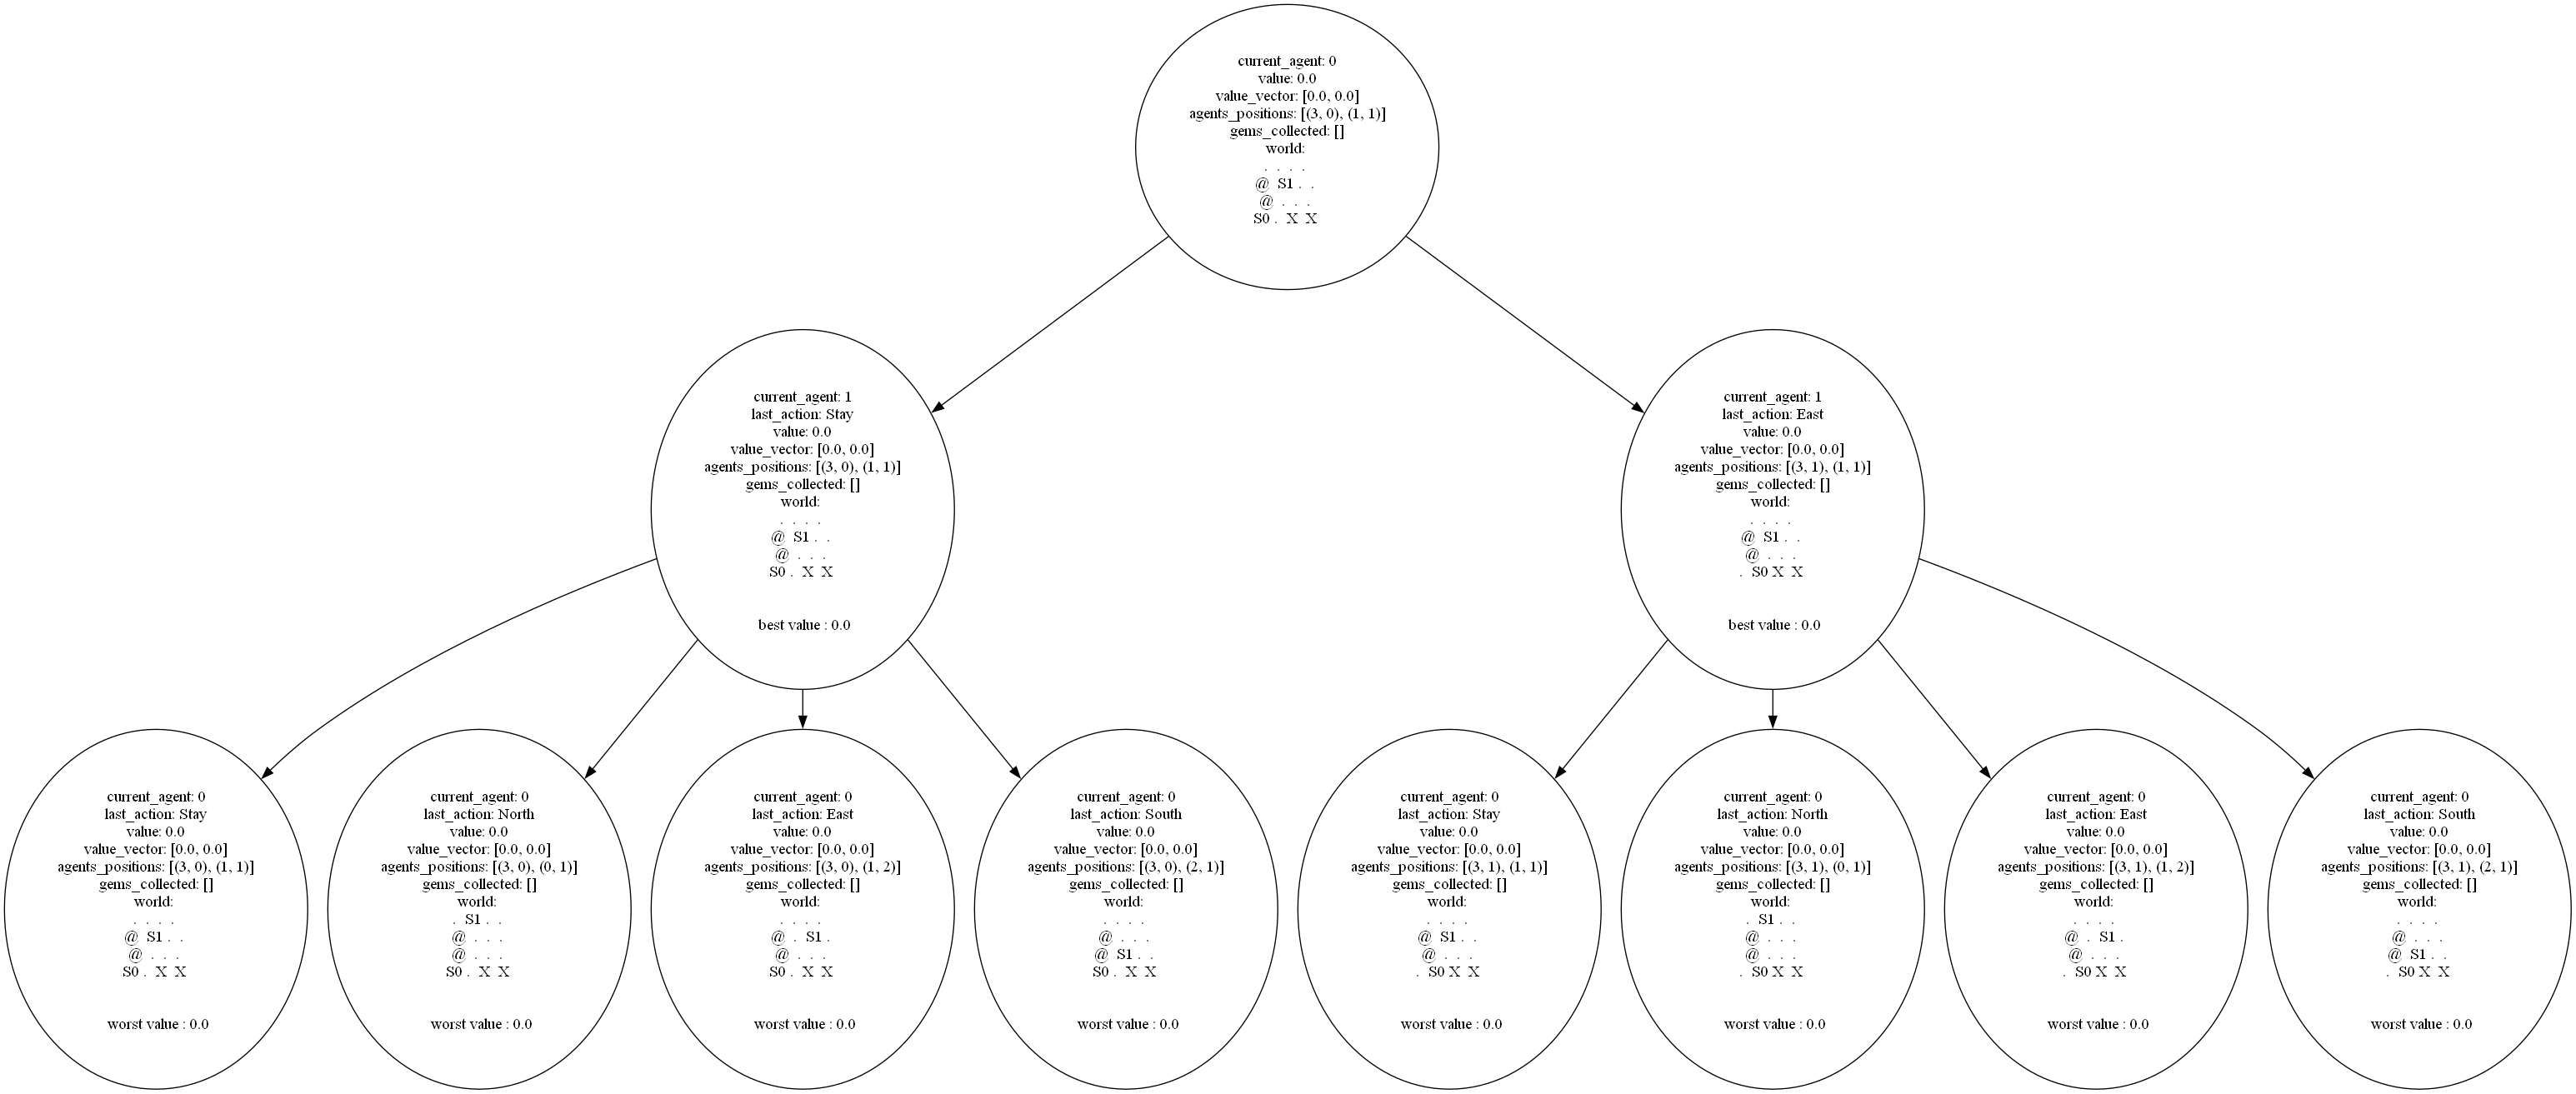 current_agent: 0
value: 0.0
value_vector: [0.0, 0.0]
agents_positions: [(3, 0), (1, 1)]
gems_collected: []
world:
. . . .
@ S1 . .
@ . . .
S0 . X X
current_agent: 1
last_action: Stay
value: 0.0
value_vector: [0.0, 0.0]
agents_positions: [(3, 0), (1, 1)]
gems_collected: []
world:
. . . .
@ S1 . .
@ . . .
S0 . X X
best value : 0.0
current_agent: 1
last_action: East
value: 0.0
value_vector: [0.0, 0.0]
agents_positions: [(3, 1), (1, 1)]
gems_collected: []
world:
. . . .
@ S1 . .
@ . . .
. S0 X X
best value : 0.0
current_agent: 0
last_action: Stay
value: 0.0
value_vector: [0.0, 0.0]
agents_positions: [(3, 0), (1, 1)]
gems_collected: []
world:
. . . .
@ S1 . .
@ . . .
S0 . X X
worst value : 0.0
current_agent: 0
last_action: North
value: 0.0
value_vector: [0.0, 0.0]
agents_positions: [(3, 0), (0, 1)]
gems_collected: []
world:
. S1 . .
@ . . .
@ . . .
S0 . X X
worst value : 0.0
current_agent: 0
last_action: East
value: 0.0
value_vector: [0.0, 0.0]
agents_positions: [(3, 0), (1, 2)]
gems_collected: []
world:
. . . .
@ . S1 .
@ . . .
S0 . X X
worst value : 0.0
current_agent: 0
last_action: South
value: 0.0
value_vector: [0.0, 0.0]
agents_positions: [(3, 0), (2, 1)]
gems_collected: []
world:
. . . .
@ . . .
@ S1 . .
S0 . X X
worst value : 0.0
current_agent: 0
last_action: Stay
value: 0.0
value_vector: [0.0, 0.0]
agents_positions: [(3, 1), (1, 1)]
gems_collected: []
world:
. . . .
@ S1 . .
@ . . .
. S0 X X
worst value : 0.0
current_agent: 0
last_action: North
value: 0.0
value_vector: [0.0, 0.0]
agents_positions: [(3, 1), (0, 1)]
gems_collected: []
world:
. S1 . .
@ . . .
@ . . .
. S0 X X
worst value : 0.0
current_agent: 0
last_action: East
value: 0.0
value_vector: [0.0, 0.0]
agents_positions: [(3, 1), (1, 2)]
gems_collected: []
world:
. . . .
@ . S1 .
@ . . .
. S0 X X
worst value : 0.0
current_agent: 0
last_action: South
value: 0.0
value_vector: [0.0, 0.0]
agents_positions: [(3, 1), (2, 1)]
gems_collected: []
world:
. . . .
@ . . .
@ S1 . .
. S0 X X
worst value : 0.0